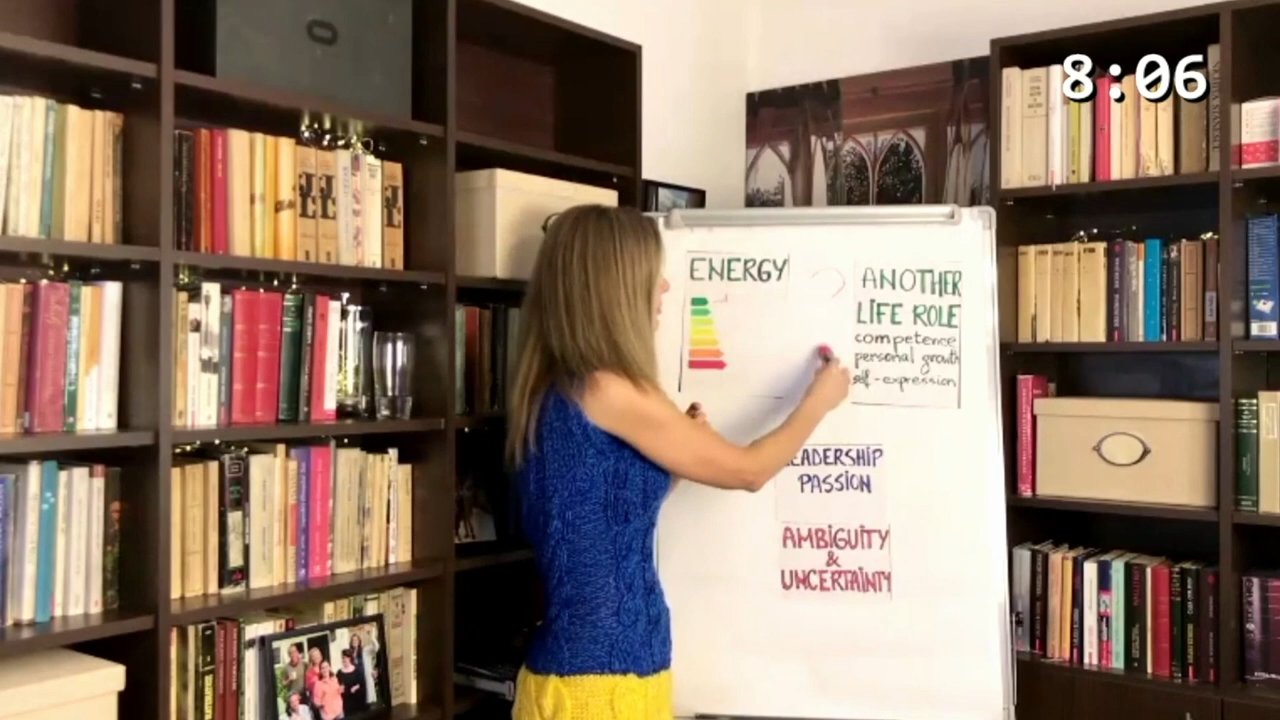 8:06
ENERGY
ANOTHER
LIFE ROLE
competence
personal growth
self-expression
LEADERSHIP
PASSION
AMBIGUITY
&
UNCERTAINTY